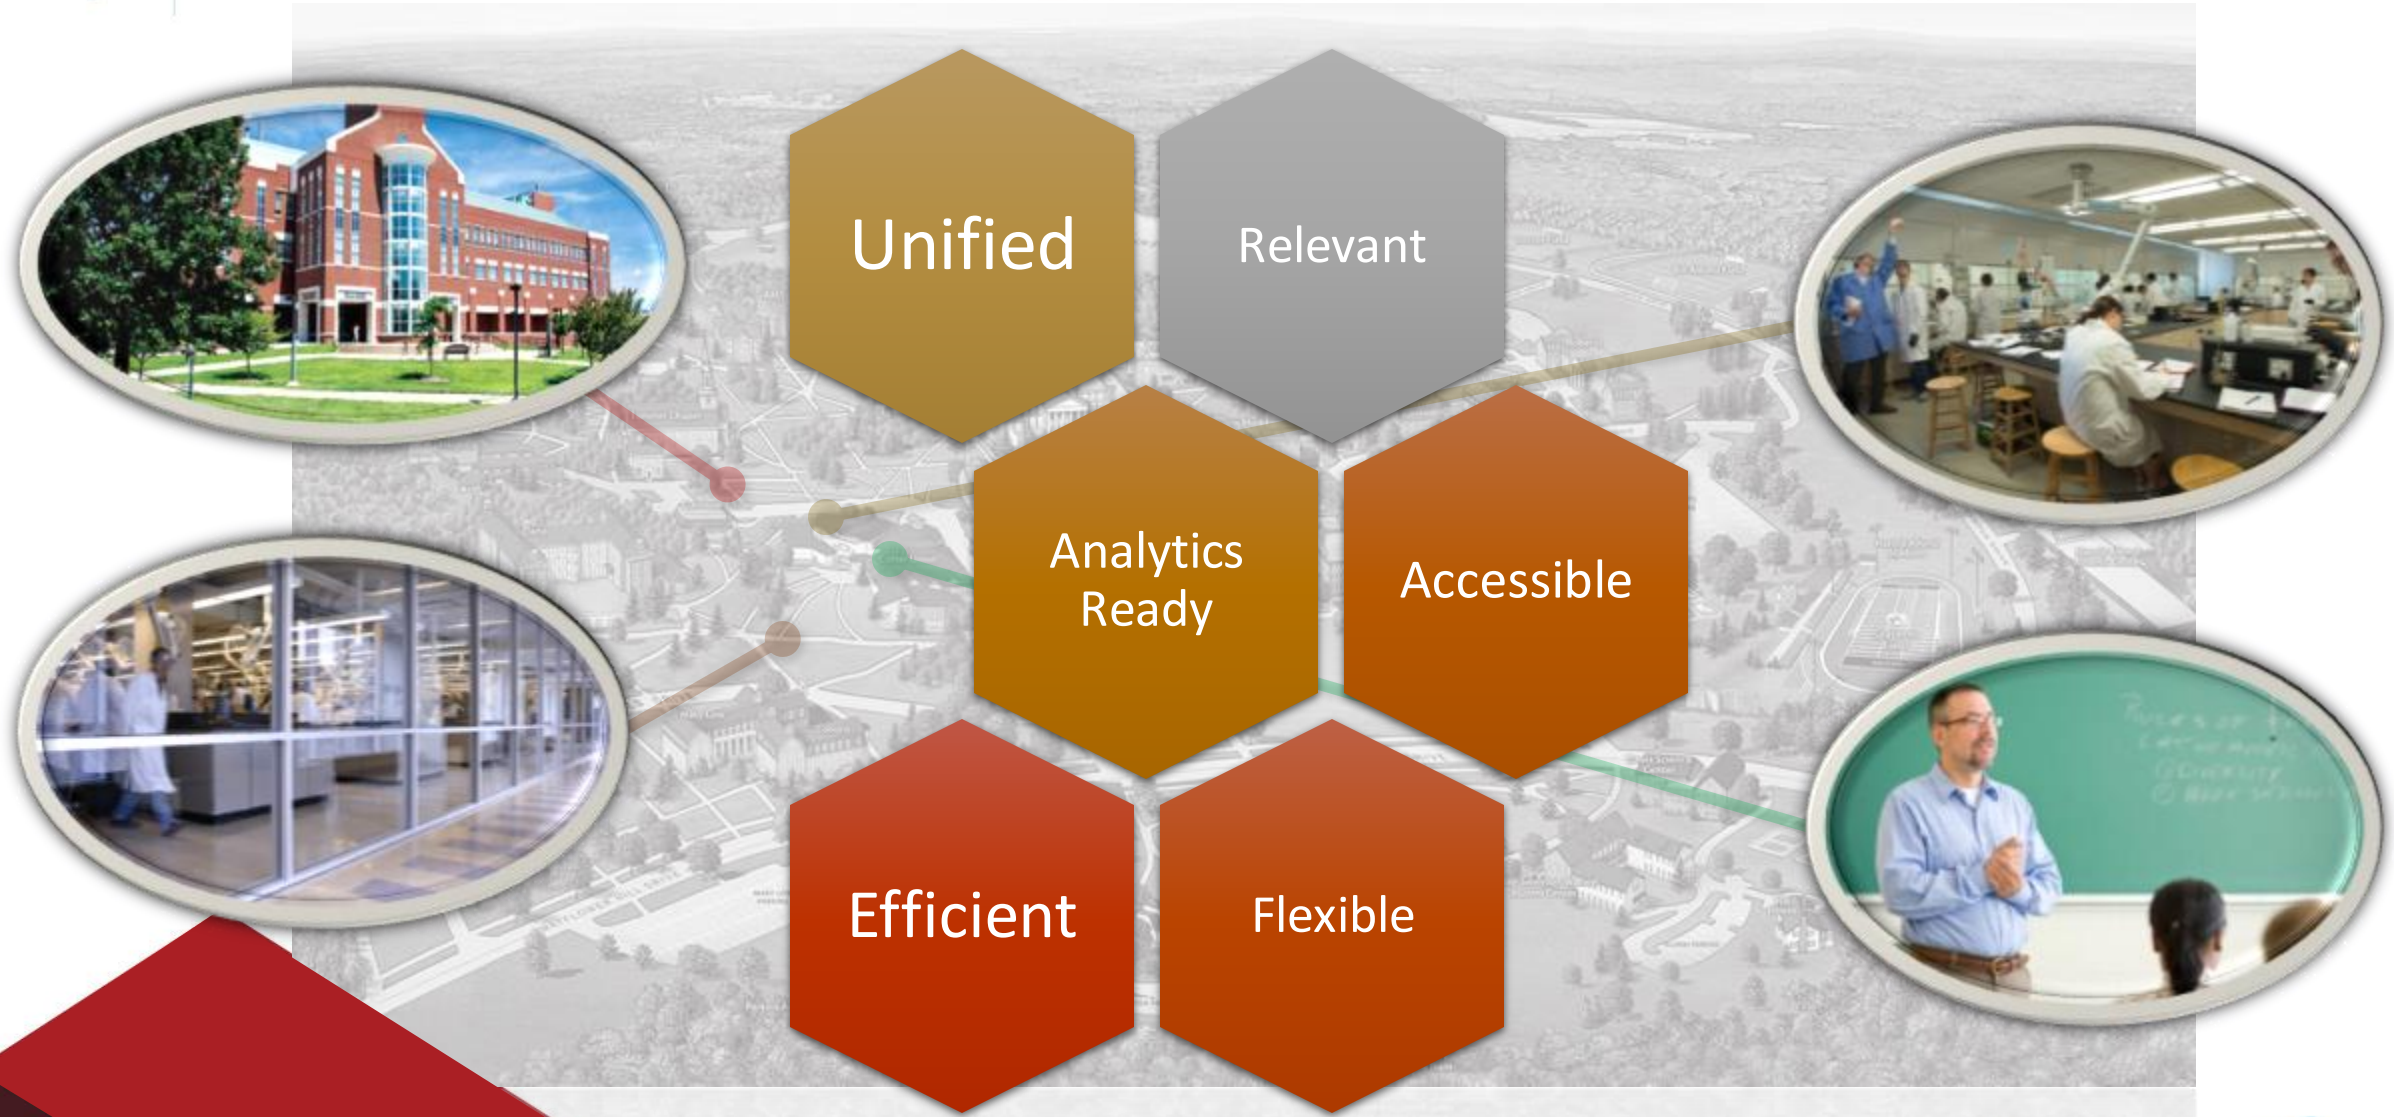 Unified
Relevant
Analytics
Ready
Accessible
Efficient
Flexible